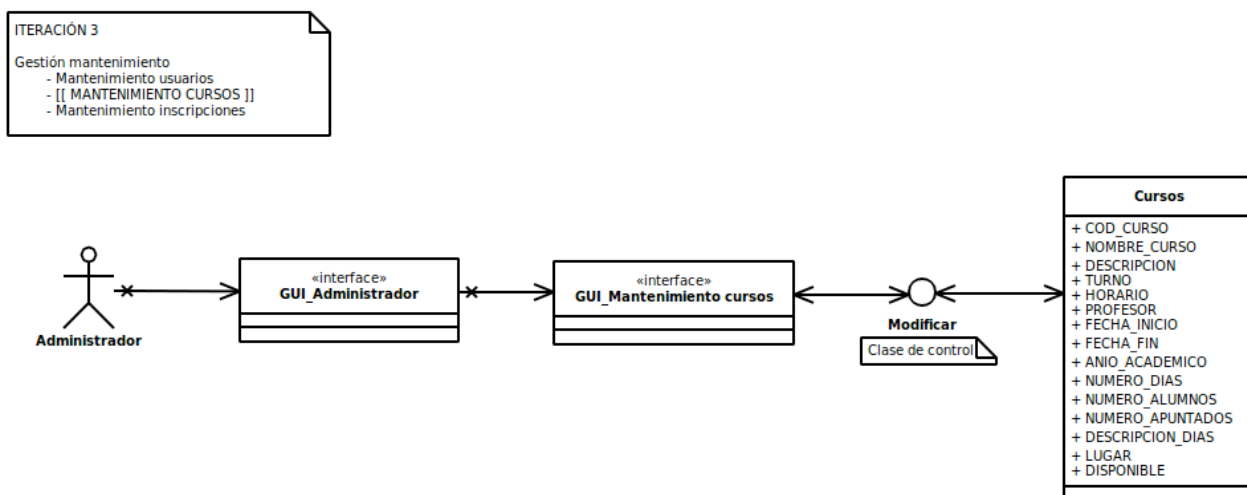 ITERACIÓN 3
Gestión mantenimiento
- Mantenimiento usuarios
- [[ MANTENIMIENTO CURSOS ]]
- Mantenimiento inscripciones
Administrador
«interface»
GUI_Administrador
«interface»
GUI_Mantenimiento cursos
Modificar
Clase de control
Cursos
+ COD_CURSO
+ NOMBRE_CURSO
+ DESCRIPCION
+ TURNO
+ HORARIO
+ PROFESOR
+ FECHA_INICIO
+ FECHA_FIN
+ ANIO_ACADEMICO
+ NUMERO_DIAS
+ NUMERO_ALUMNOS
+ NUMERO_APUNTADOS
+ DESCRIPCION_DIAS
+ LUGAR
+ DISPONIBLE